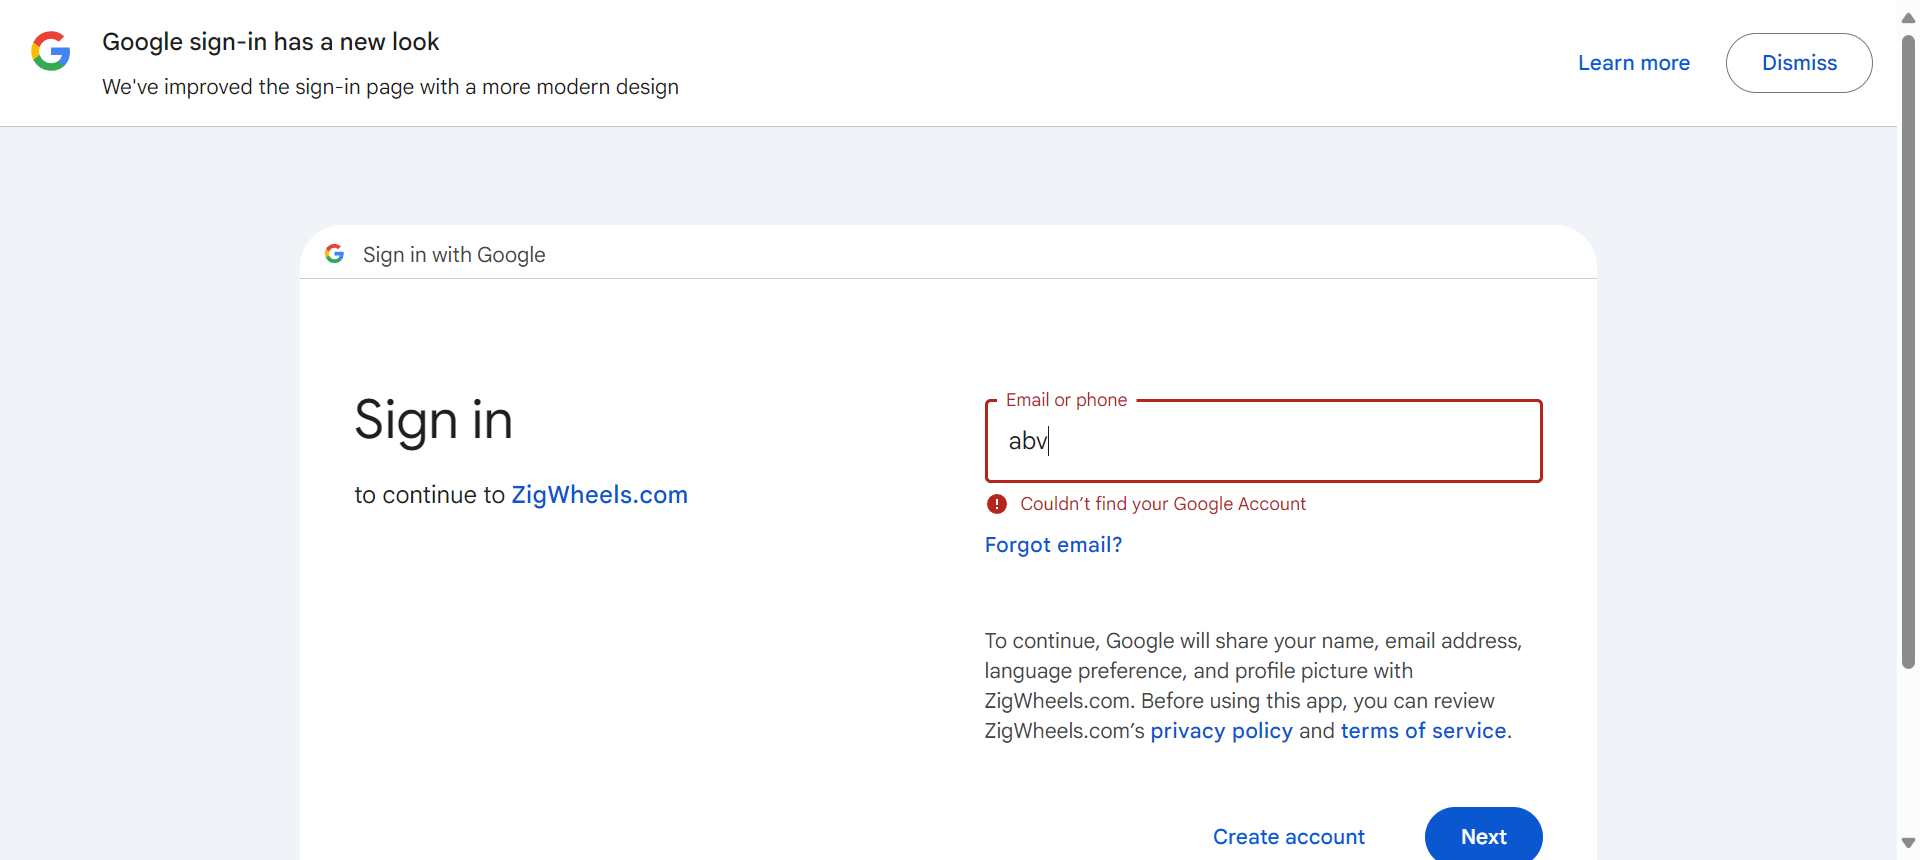 Google sign-in has a new look
We've improved the sign-in page with a more modern design
Learn more
Dismiss
Sign in with Google
Sign in
to continue to ZigWheels.com
Email or phone
abv
Couldn’t find your Google Account
Forgot email?
To continue, Google will share your name, email address,
language preference, and profile picture with
ZigWheels.com. Before using this app, you can review
ZigWheels.com’s privacy policy and terms of service.
Create account
Next